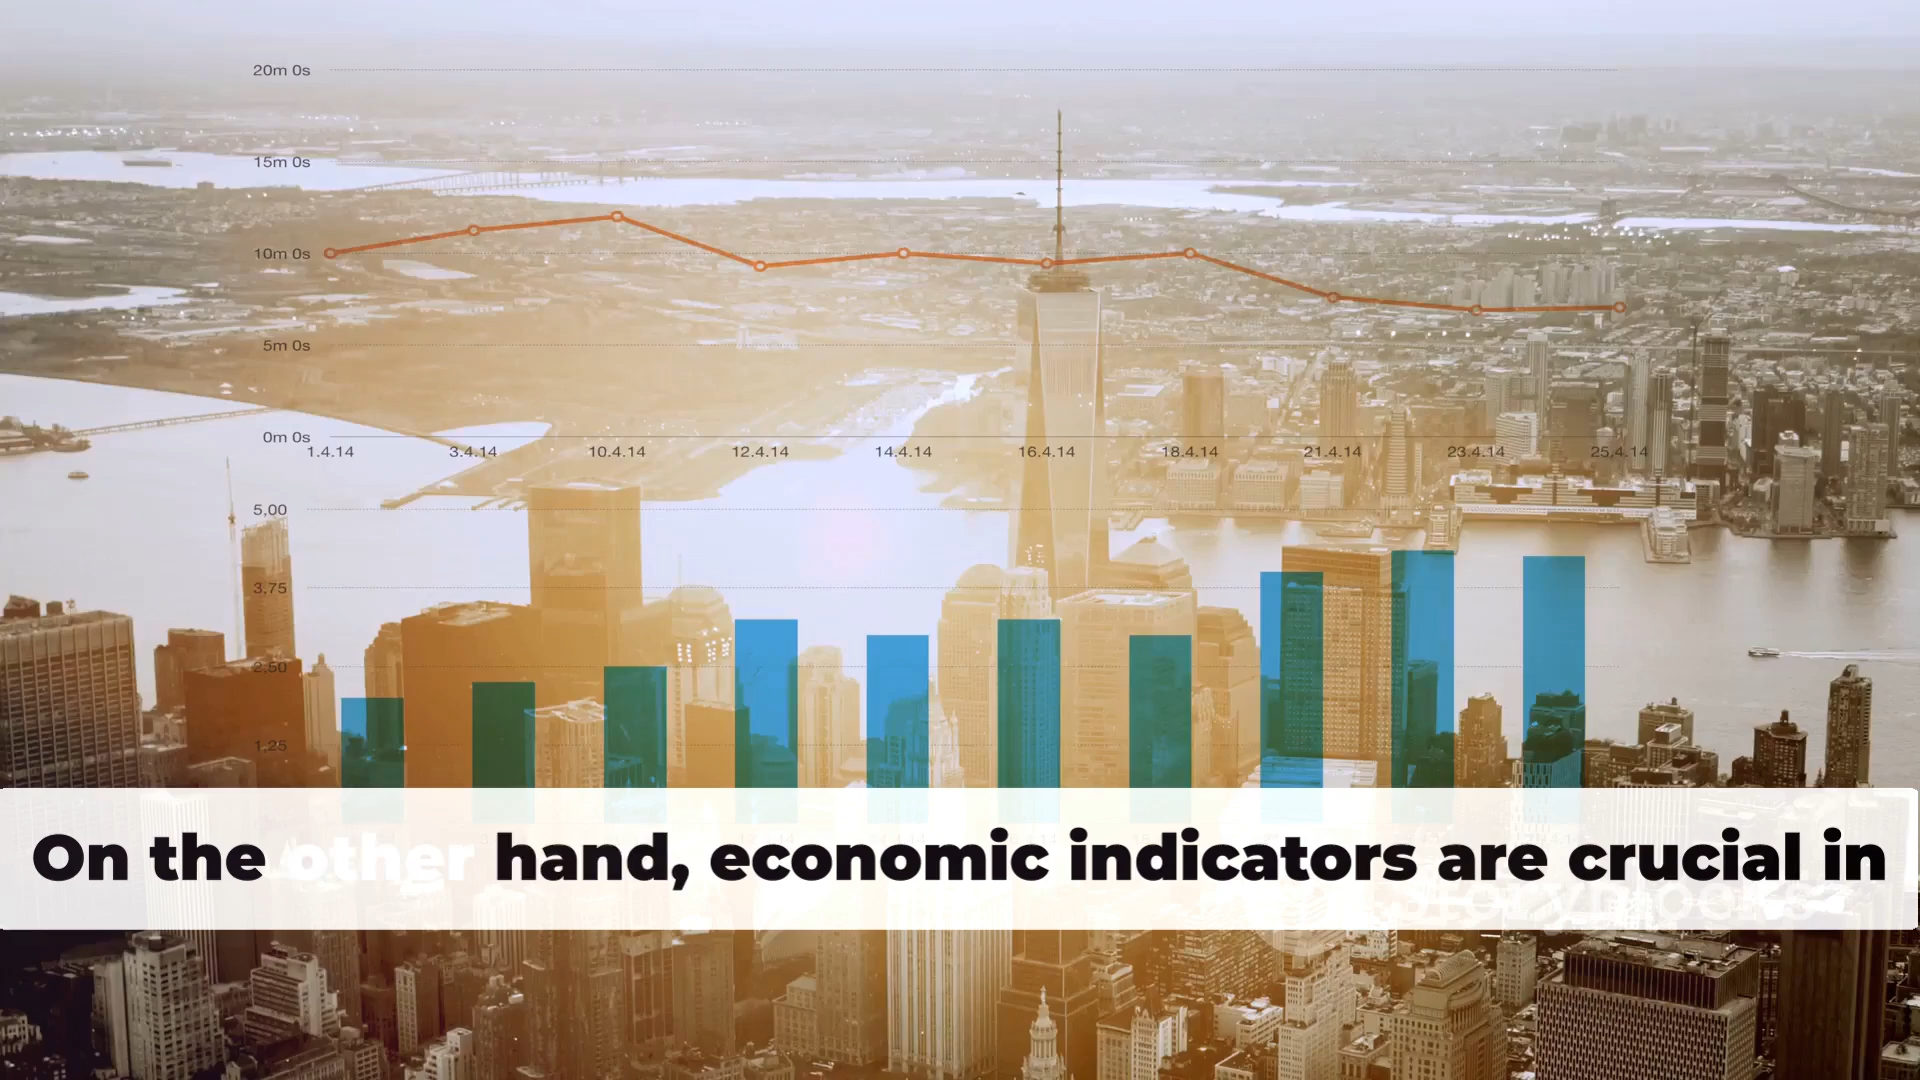 20m 0s
15m 0s
10m 0s
5m 0s
0m 0s
1.4.14 3.4.14 10.4.14 12.4.14 14.4.14 16.4.14 18.4.14 21.4.14 23.4.14 25.4.14
5,00
3,75
2,50
1,25
On the other hand, economic indicators are crucial in
Storyblocks